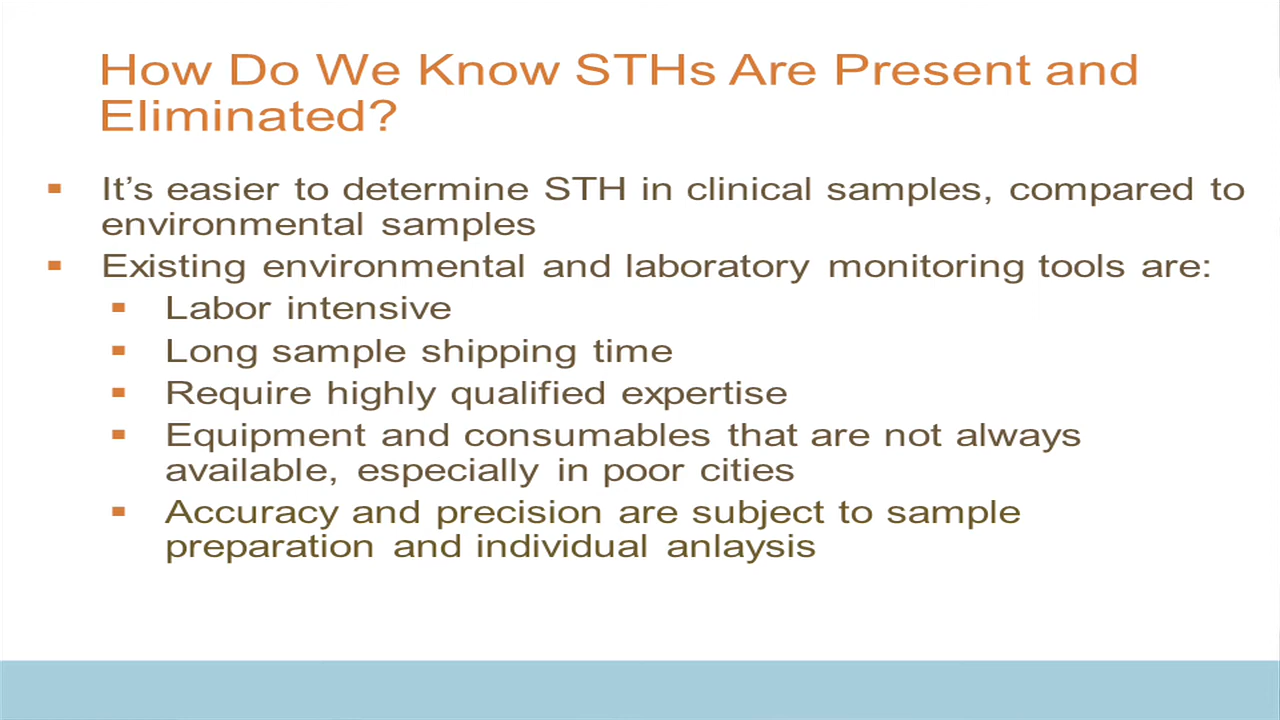 How Do We Know STHs Are Present and
Eliminated?
It's easier to determine STH in clinical samples, compared to
environmental samples
Existing environmental and laboratory monitoring tools are:
Labor intensive
Long sample shipping time
Require highly qualified expertise
Equipment and consumables that are not always
available, especially in poor cities
Accuracy and precision are subject to sample
preparation and individual anlaysis